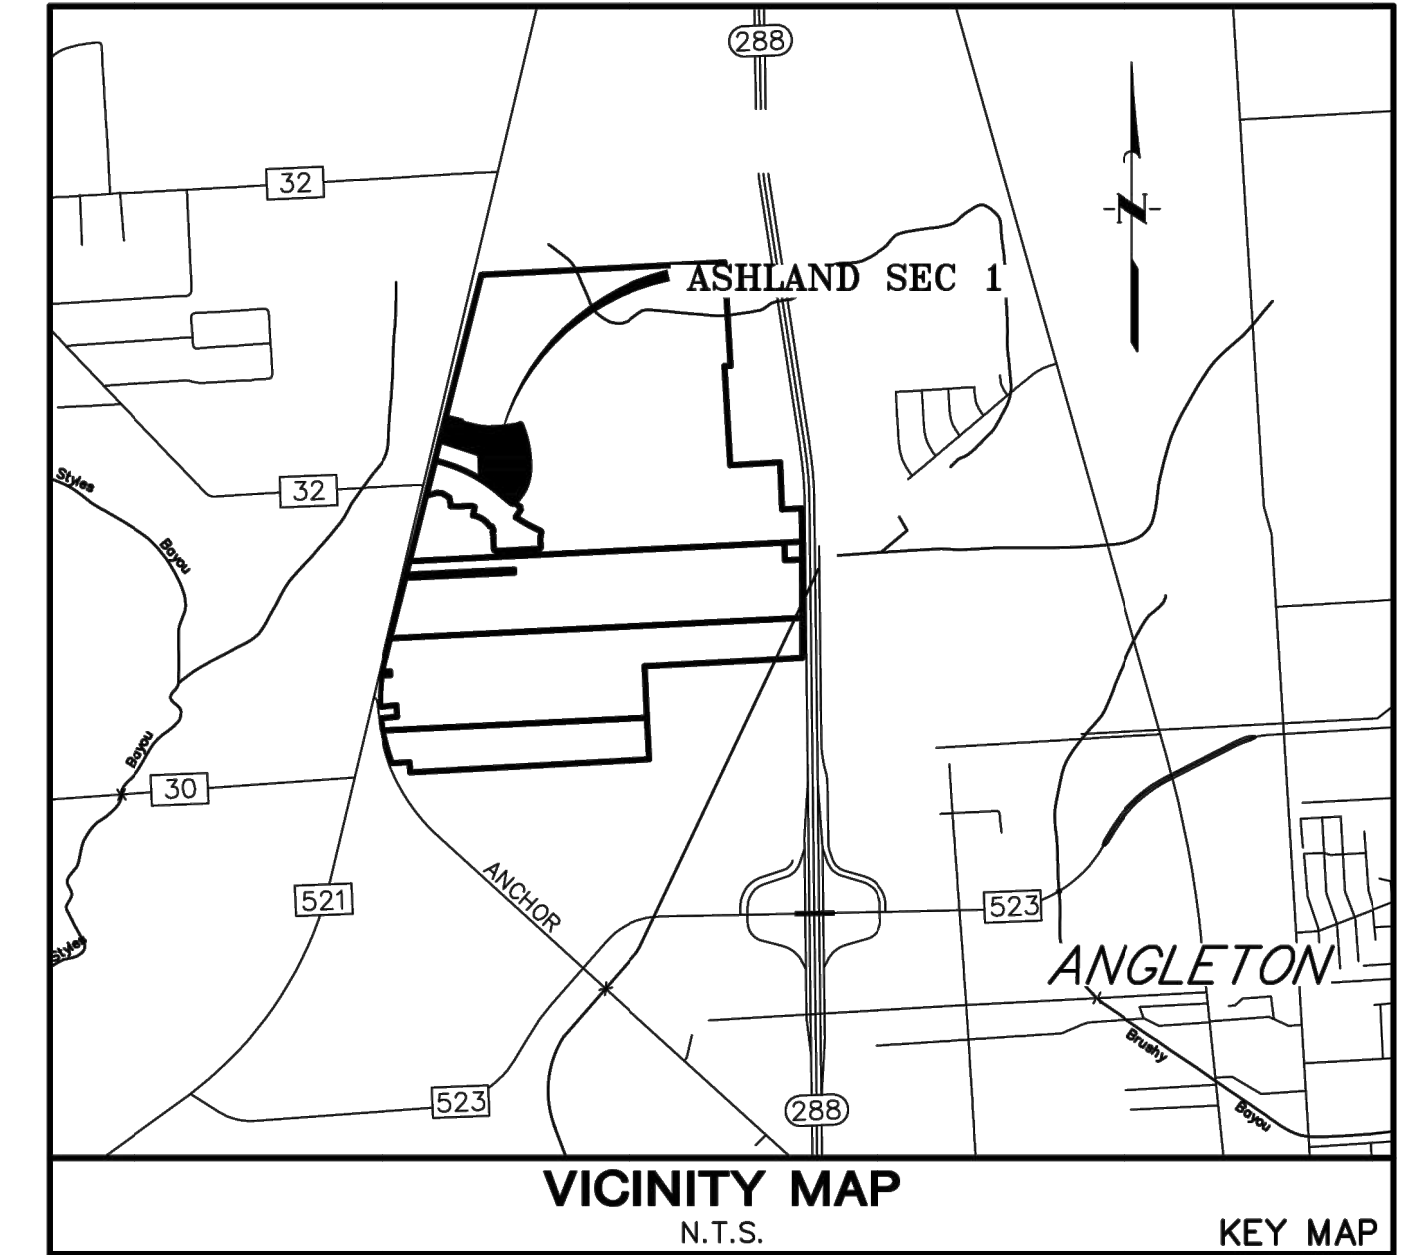 288
32
N
ASHLAND SEC 1
32
Styles
Bayou
Bayou
30
521
ANCHOR
523
Styles
ANGLETON
Brushy
523
288
Bayou
VICINITY MAP
N.T.S.
KEY MAP